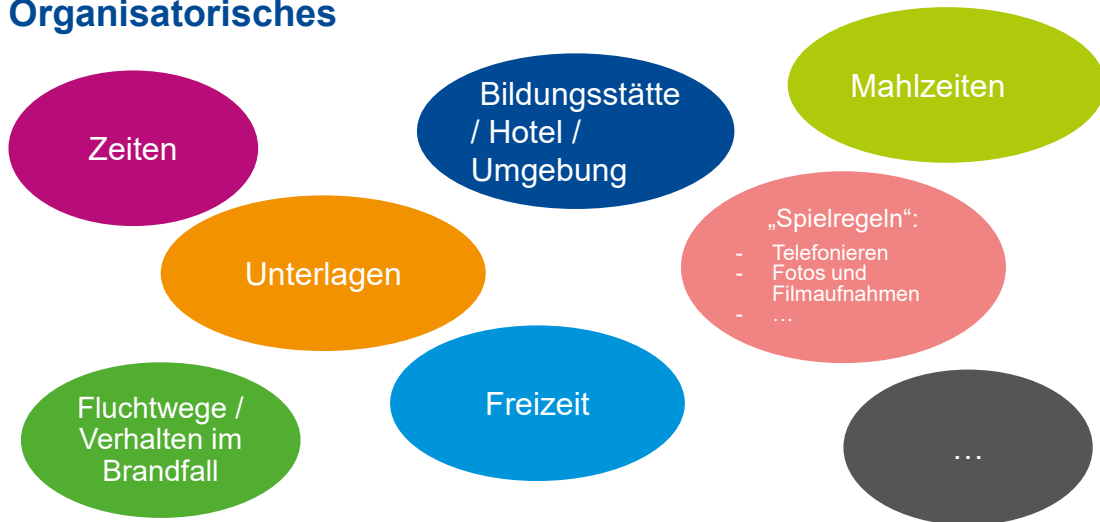 Organisatorisches
Zeiten
Bildungsstätte
/ Hotel /
Umgebung
Mahlzeiten
Unterlagen
„Spielregeln“:
- Telefonieren
- Fotos und
Filmaufnahmen
- …
Fluchtwege /
Verhalten im
Brandfall
Freizeit
…